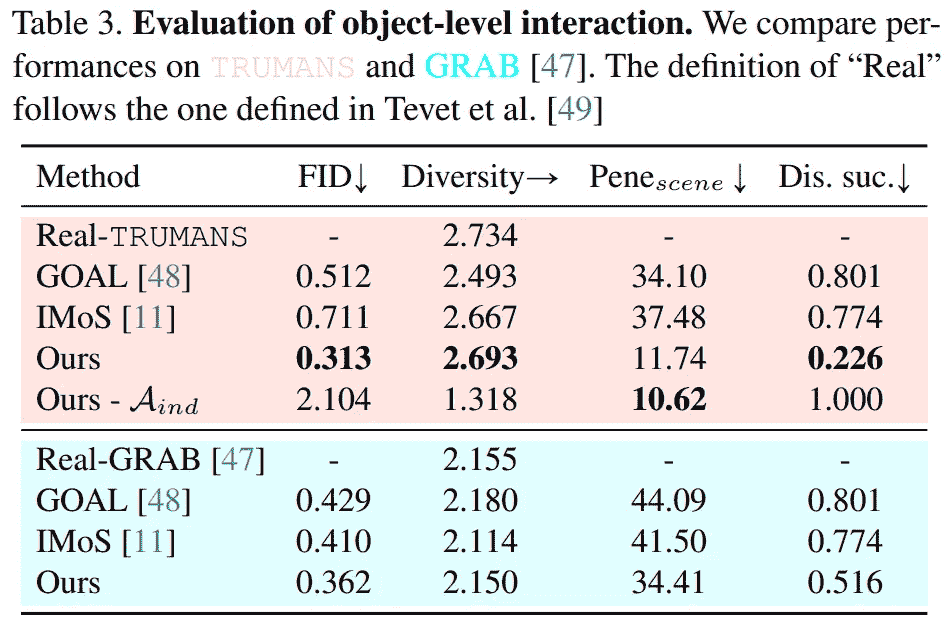 Table 3. Evaluation of object-level interaction. We compare per-
formances on TRUMANS and GRAB [47]. The definition of “Real”
follows the one defined in Tevet et al. [49]
Method FID↓ Diversity→ Pene_scene ↓ Dis. suc.↓
Real-TRUMANS - 2.734 - -
GOAL [48] 0.512 2.493 34.10 0.801
IMoS [11] 0.711 2.667 37.48 0.774
Ours 0.313 2.693 11.74 0.226
Ours - 𝒜_ind 2.104 1.318 10.62 1.000
Real-GRAB [47] - 2.155 - -
GOAL [48] 0.429 2.180 44.09 0.801
IMoS [11] 0.410 2.114 41.50 0.774
Ours 0.362 2.150 34.41 0.516